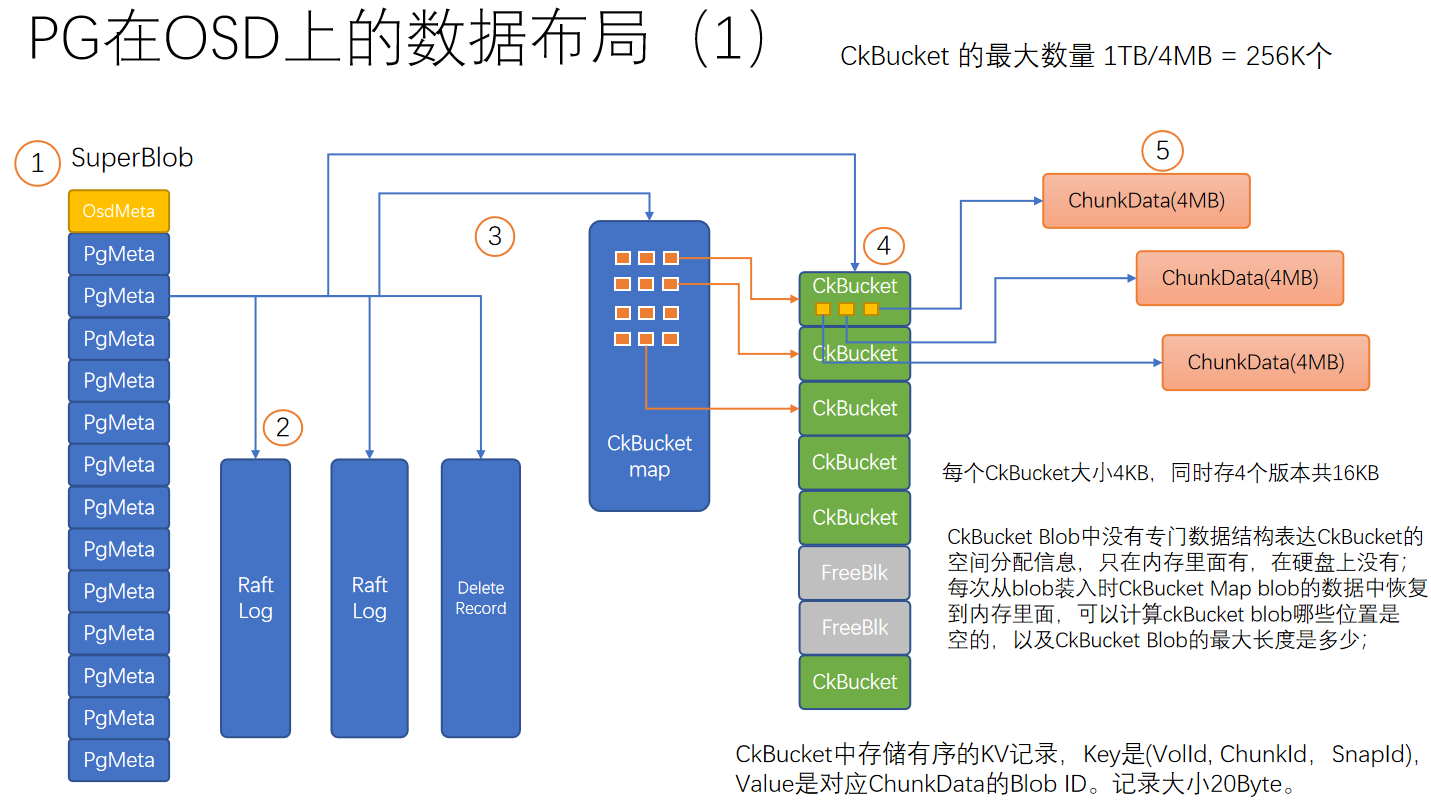 PG在OSD上的数据布局（1）
CkBucket 的最大数量 1TB/4MB = 256K个
1
SuperBlob
OsdMeta
PgMeta
PgMeta
PgMeta
PgMeta
PgMeta
PgMeta
PgMeta
PgMeta
PgMeta
PgMeta
PgMeta
PgMeta
PgMeta
2
Raft
Log
Raft
Log
Delete
Record
3
CkBucket
map
4
CkBucket
CkBucket
CkBucket
CkBucket
CkBucket
FreeBlk
FreeBlk
CkBucket
5
ChunkData(4MB)
ChunkData(4MB)
ChunkData(4MB)
每个CkBucket大小4KB，同时存4个版本共16KB
CkBucket Blob中没有专门数据结构表达CkBucket的
空间分配信息，只在内存里面有，在硬盘上没有；
每次从blob装入时CkBucket Map blob的数据中恢复
到内存里面，可以计算ckBucket blob哪些位置是
空的，以及CkBucket Blob的最大长度是多少；
CkBucket中存储有序的KV记录，Key是(VolId, ChunkId，SnapId),
Value是对应ChunkData的Blob ID。记录大小20Byte。